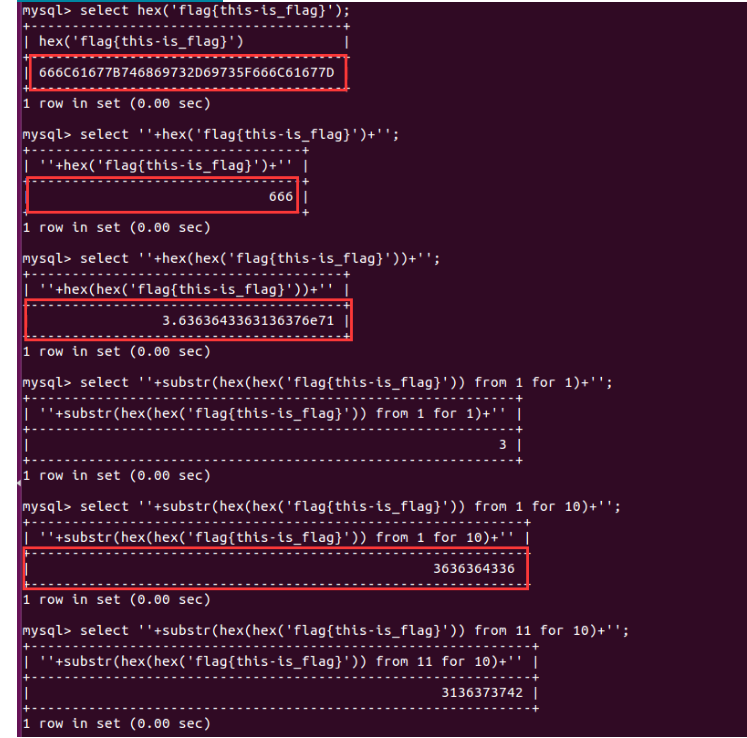 mysql> select hex('flag{this-is_flag}');
+--------------------------------------+
| hex('flag{this-is_flag}')            |
+--------------------------------------+
| 666C61677B746869732D69735F666C61677D
+--------------------------------------+
1 row in set (0.00 sec)
mysql> select ''+hex('flag{this-is_flag}')+'';
+---------------------------------+
| ''+hex('flag{this-is_flag}')+'' |
+---------------------------------+
|                             666 |
+---------------------------------+
1 row in set (0.00 sec)
mysql> select ''+hex(hex('flag{this-is_flag}'))+'';
+--------------------------------------+
| ''+hex(hex('flag{this-is_flag}'))+'' |
+--------------------------------------+
|                3.6363643363136376e71 |
+--------------------------------------+
1 row in set (0.00 sec)
mysql> select ''+substr(hex(hex('flag{this-is_flag}')) from 1 for 1)+'';
+-----------------------------------------------------------+
| ''+substr(hex(hex('flag{this-is_flag}')) from 1 for 1)+'' |
+-----------------------------------------------------------+
|                                                         3 |
+-----------------------------------------------------------+
1 row in set (0.00 sec)
mysql> select ''+substr(hex(hex('flag{this-is_flag}')) from 1 for 10)+'';
+------------------------------------------------------------+
| ''+substr(hex(hex('flag{this-is_flag}')) from 1 for 10)+'' |
+------------------------------------------------------------+
|                                                 3636364336
+------------------------------------------------------------+
1 row in set (0.00 sec)
mysql> select ''+substr(hex(hex('flag{this-is_flag}')) from 11 for 10)+'';
+-------------------------------------------------------------+
| ''+substr(hex(hex('flag{this-is_flag}')) from 11 for 10)+'' |
+-------------------------------------------------------------+
|                                                  3136373742 |
+-------------------------------------------------------------+
1 row in set (0.00 sec)